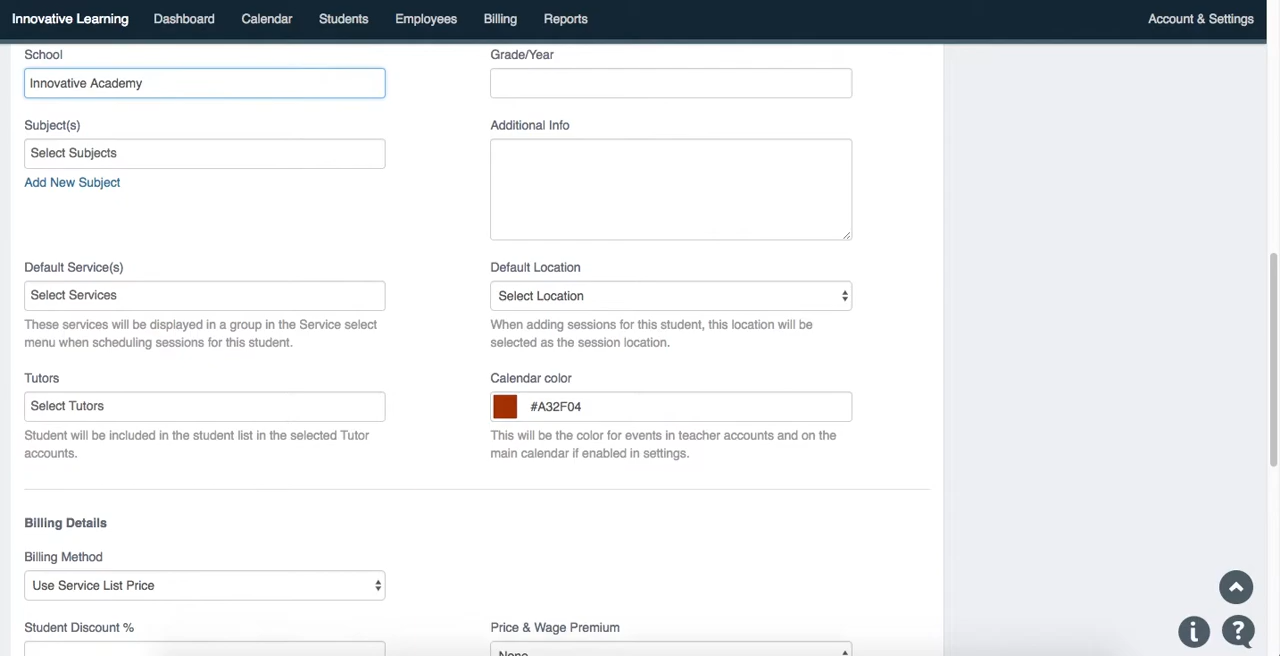 Innovative Learning Dashboard Calendar Students Employees Billing Reports Account & Settings
School Grade/Year
Innovative Academy
Subject(s) Additional Info
Select Subjects
Add New Subject
Default Service(s) Default Location
Select Services Select Location
These services will be displayed in a group in the Service select When adding sessions for this student, this location will be
menu when scheduling sessions for this student. selected as the session location.
Tutors Calendar color
Select Tutors #A32F04
Student will be included in the student list in the selected Tutor This will be the color for events in teacher accounts and on the
accounts. main calendar if enabled in settings.
Billing Details
Billing Method
Use Service List Price
Student Discount % Price & Wage Premium
None